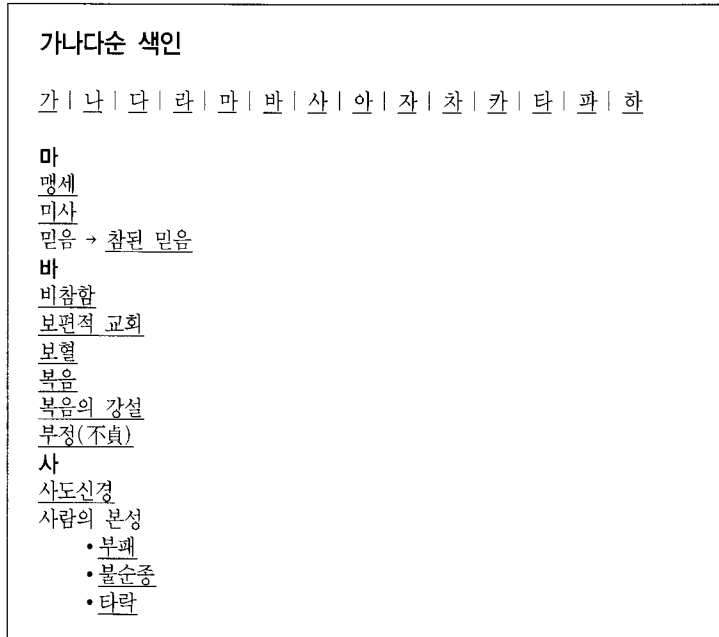 가나다순 색인
가 | 나 | 다 | 라 | 마 | 바 | 사 | 아 | 자 | 차 | 카 | 타 | 파 | 하
마
맹세
미사
믿음 → 참된 믿음
바
비참함
보편적 교회
보혈
복음
복음의 강설
부정(不貞)
사
사도신경
사람의 본성
• 부패
• 불순종
• 타락